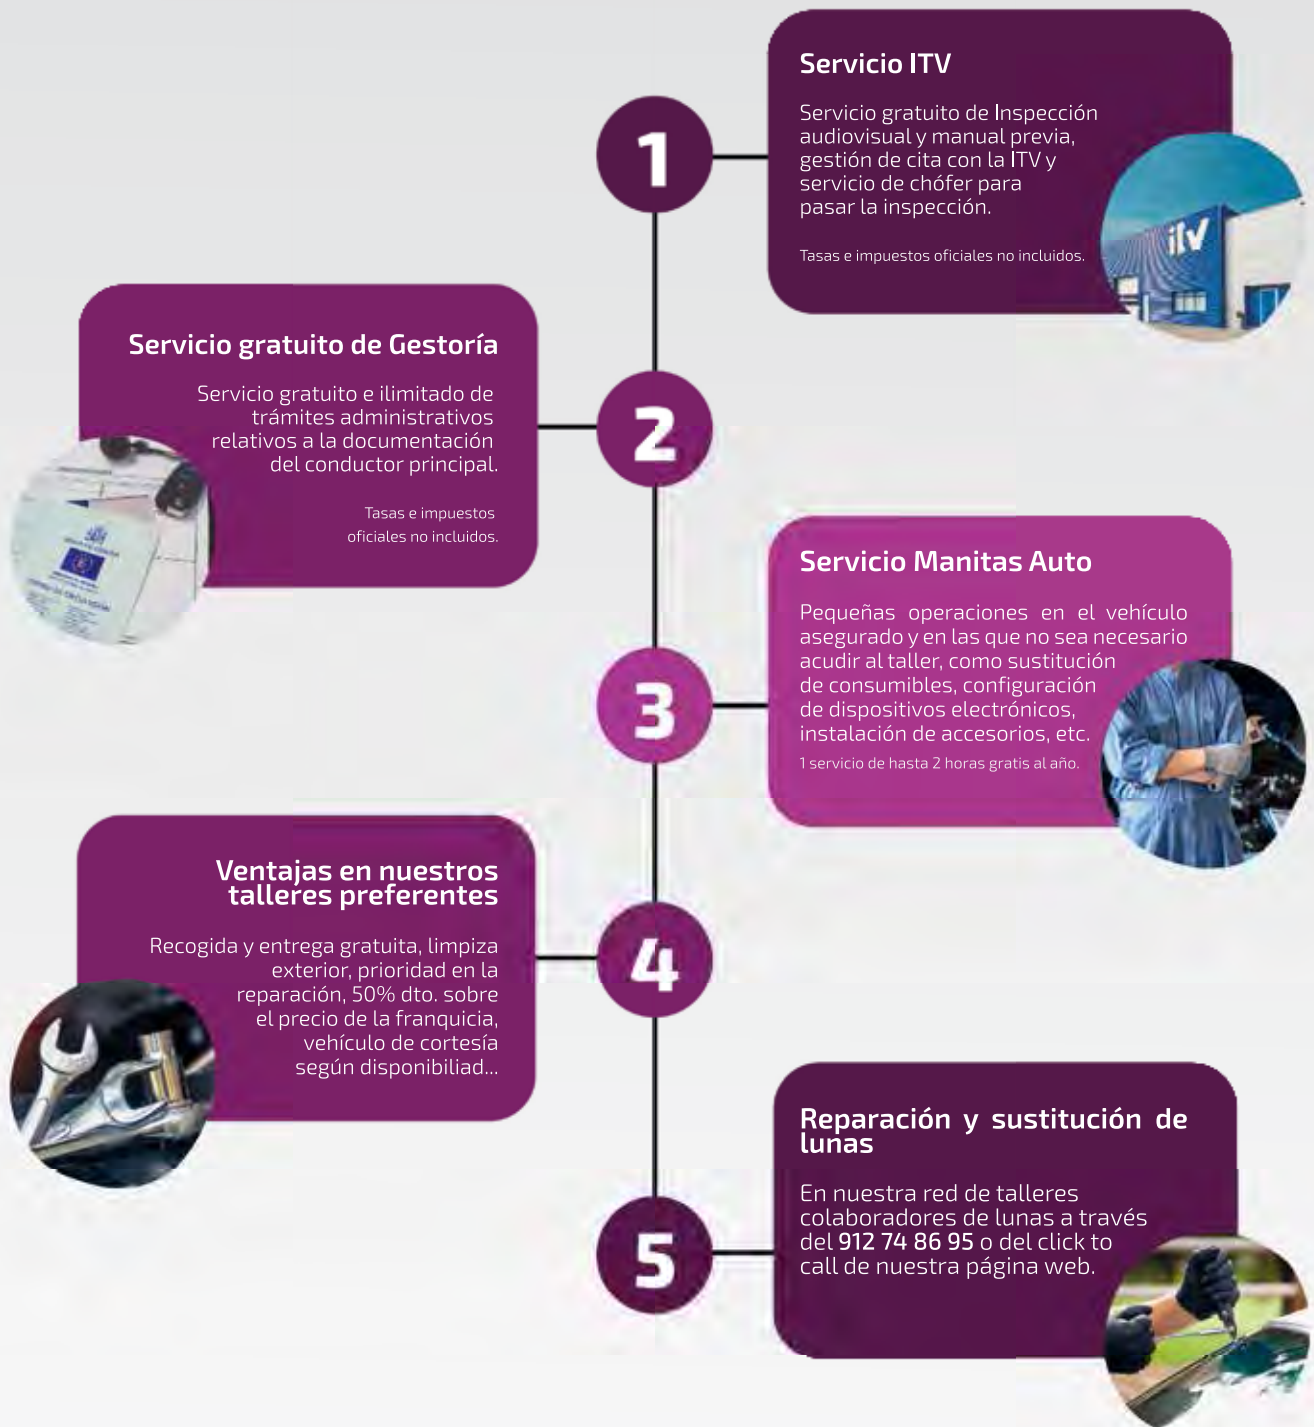 Servicio ITV
Servicio gratuito de Inspección
audiovisual y manual previa,
gestión de cita con la ITV y
servicio de chófer para
pasar la inspección.
Tasas e impuestos oficiales no incluidos.
itv
1
Servicio gratuito de Gestoría
Servicio gratuito e ilimitado de
trámites administrativos
relativos a la documentación
del conductor principal.
Tasas e impuestos
oficiales no incluidos.
2
Servicio Manitas Auto
Pequeñas operaciones en el vehículo
asegurado y en las que no sea necesario
acudir al taller, como sustitución
de consumibles, configuración
de dispositivos electrónicos,
instalación de accesorios, etc.
1 servicio de hasta 2 horas gratis al año.
3
Ventajas en nuestros
talleres preferentes
Recogida y entrega gratuita, limpiza
exterior, prioridad en la
reparación, 50% dto. sobre
el precio de la franquicia,
vehículo de cortesía
según disponibiliad...
4
Reparación y sustitución de
lunas
En nuestra red de talleres
colaboradores de lunas a través
del 912 74 86 95 o del click to
call de nuestra página web.
5